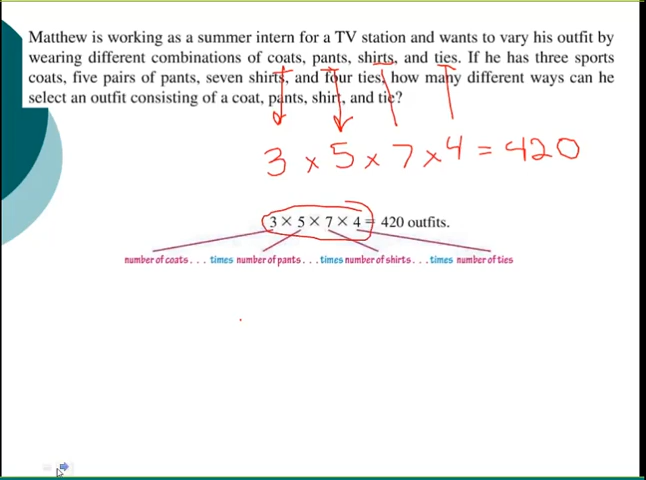 Matthew is working as a summer intern for a TV station and wants to vary his outfit by
wearing different combinations of coats, pants, shirts, and ties. If he has three sports
coats, five pairs of pants, seven shirts, and four ties, how many different ways can he
select an outfit consisting of a coat, pants, shirt, and tie?
3 x 5 x 7 x 4 = 420
3 × 5 × 7 × 4 = 420 outfits.
number of coats . . . times number of pants . . . times number of shirts . . . times number of ties